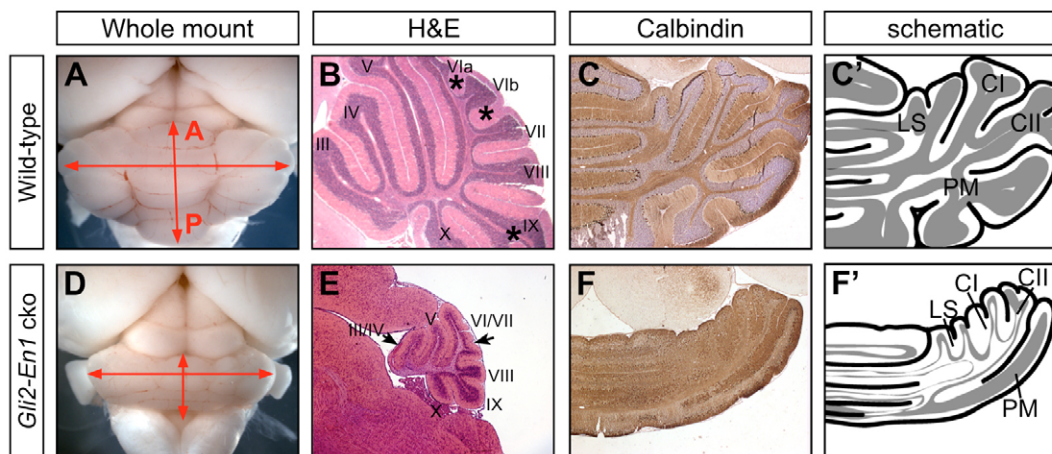 Whole mount H&E Calbindin schematic
Wild-type
A A P
B III IV V VIa VIb VII VIII IX X * * *
C
C' LS CI CII PM
Gli2-En1 cko
D
E III/IV V VI/VII VIII IX X
F
F' LS CI CII PM